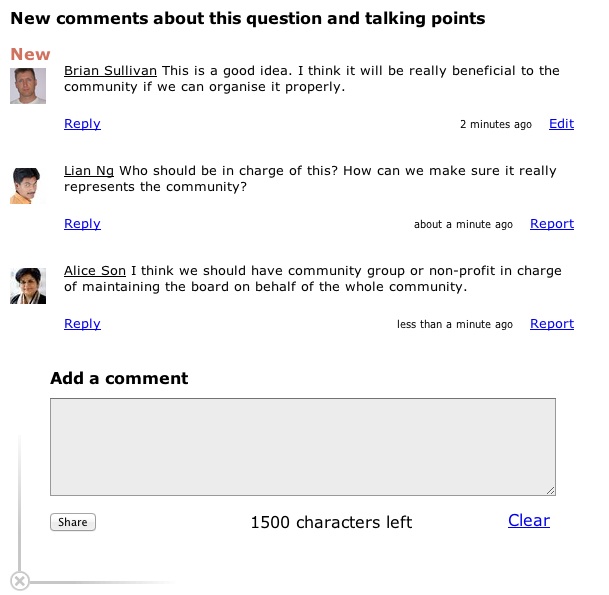 New comments about this question and talking points
New
Brian Sullivan This is a good idea. I think it will be really beneficial to the
community if we can organise it properly.
Reply 2 minutes ago Edit
Lian Ng Who should be in charge of this? How can we make sure it really
represents the community?
Reply about a minute ago Report
Alice Son I think we should have community group or non-profit in charge
of maintaining the board on behalf of the whole community.
Reply less than a minute ago Report
Add a comment
Share 1500 characters left Clear